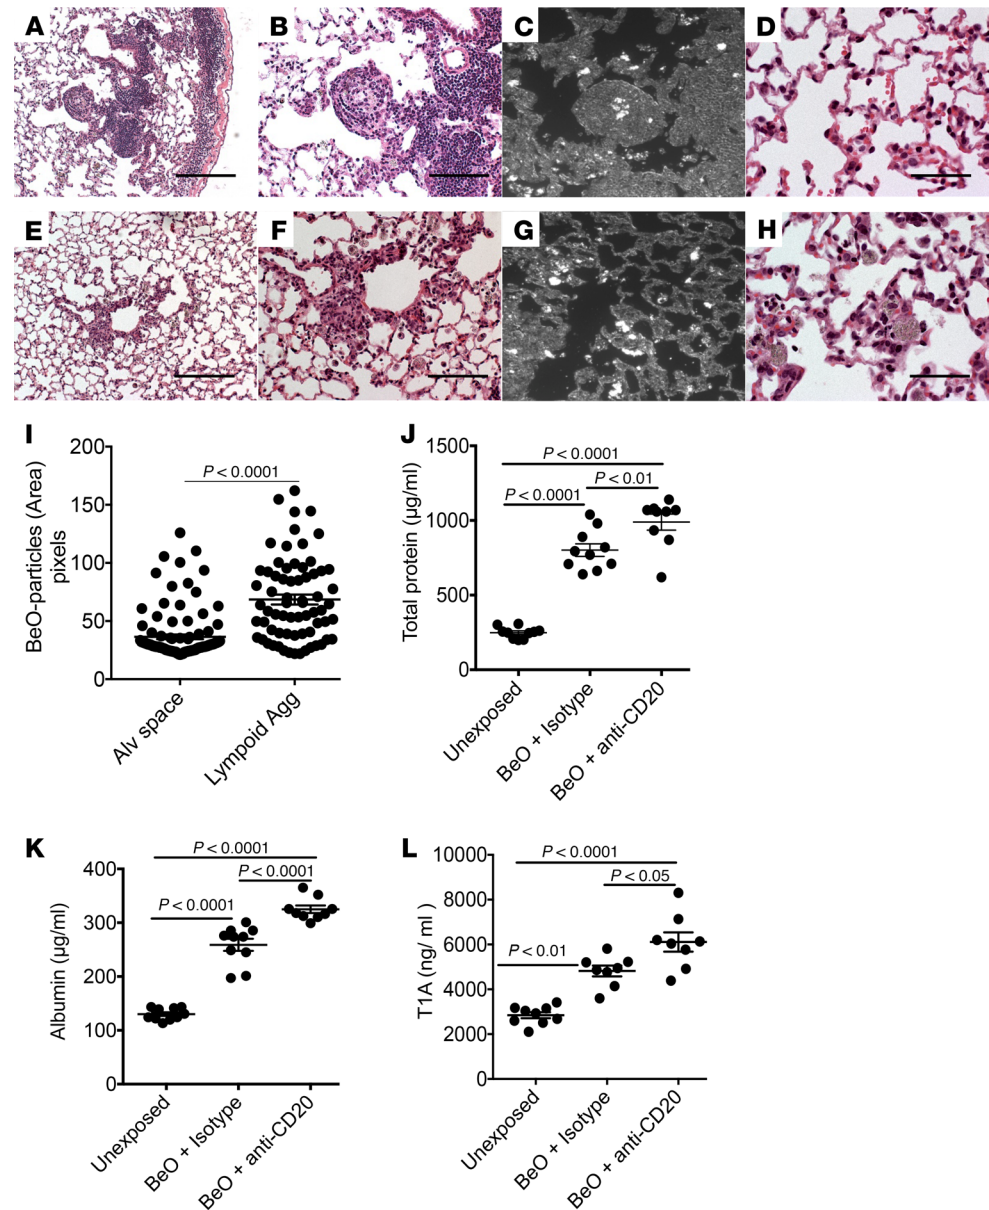 A
B
C
D
E
F
G
H
I
200
150
100
50
0
BeO-particles (Area)
pixels
P < 0.0001
Alv space
Lympoid Agg
J
1500
1000
500
0
Total protein (µg/ml)
P < 0.0001
P < 0.0001
P < 0.01
Unexposed
BeO + Isotype
BeO + anti-CD20
K
400
300
200
100
0
Albumin (µg/ml)
P < 0.0001
P < 0.0001
P < 0.0001
Unexposed
BeO + Isotype
BeO + anti-CD20
L
10000
8000
6000
4000
2000
0
T1A (ng/ ml )
P < 0.0001
P < 0.05
P < 0.01
Unexposed
BeO + Isotype
BeO + anti-CD20